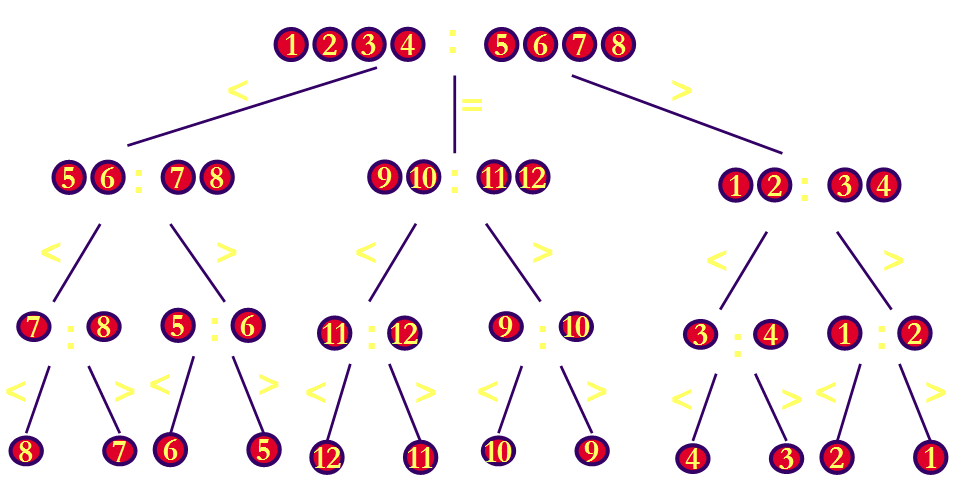 1 2 3 4 : 5 6 7 8
< = >
5 6 : 7 8 9 10 : 11 12 1 2 : 3 4
< > < > < >
7 : 8 5 : 6 11 : 12 9 : 10 3 : 4 1 : 2
< > < > < > < > < > < >
8 7 6 5 12 11 10 9 4 3 2 1